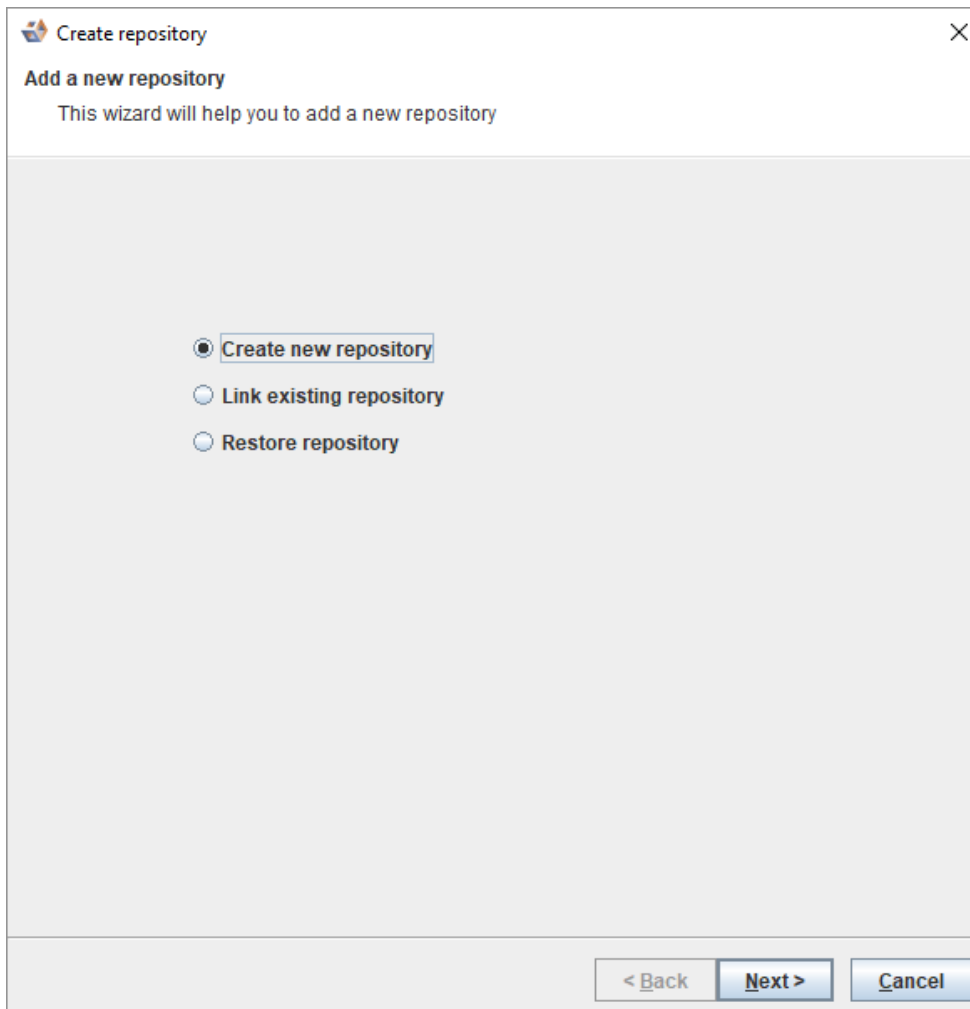 Create repository
Add a new repository
This wizard will help you to add a new repository
Create new repository
Link existing repository
Restore repository
< Back Next > Cancel